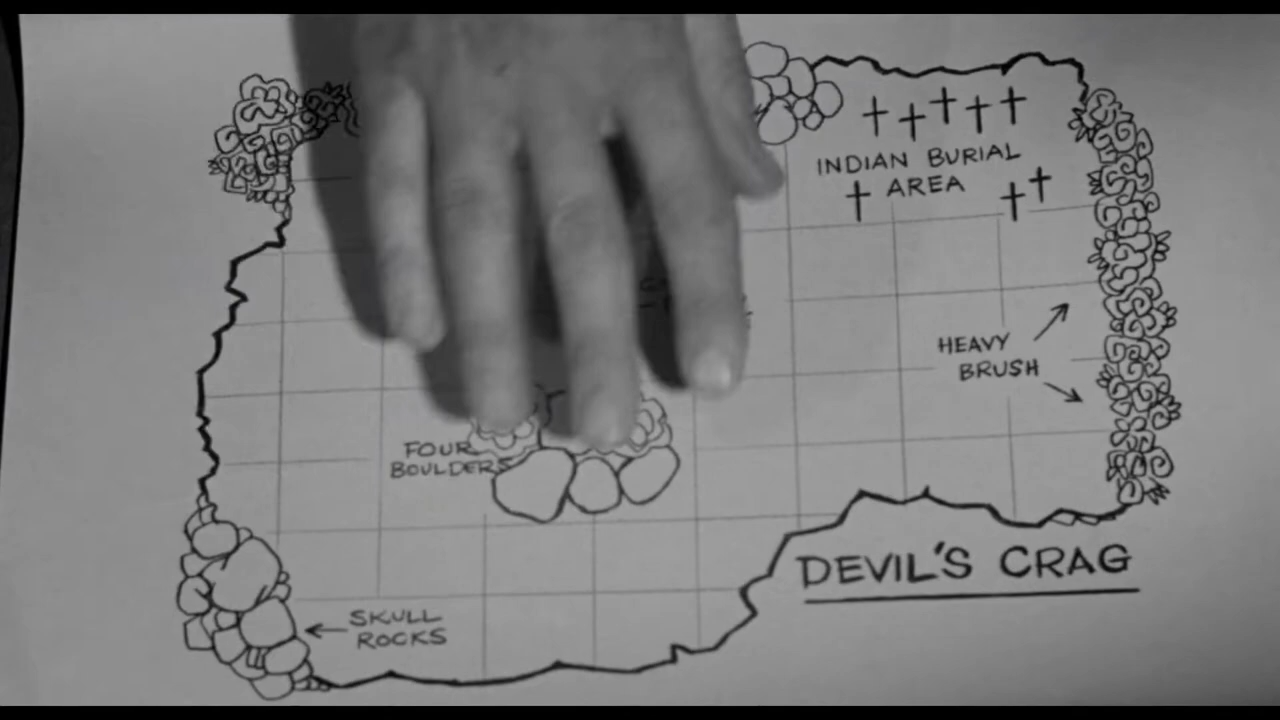 INDIAN BURIAL
AREA
HEAVY
BRUSH
FOUR
BOULDERS
DEVIL'S CRAG
SKULL
ROCKS